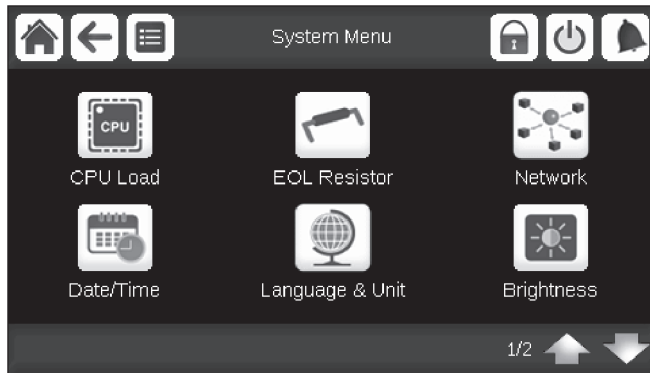 System Menu
CPU
CPU Load
EOL Resistor
Network
Date/Time
Language & Unit
Brightness
1/2